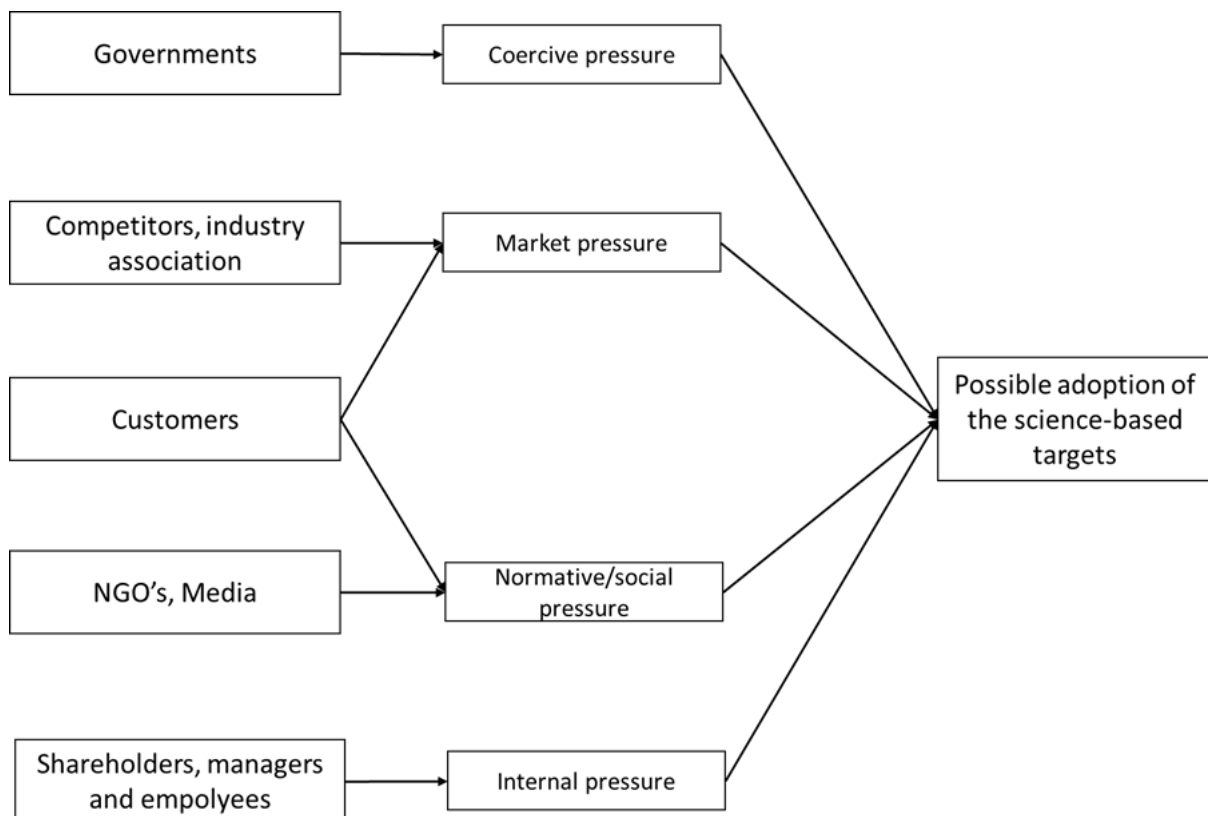 Governments
Coercive pressure
Competitors, industry
association
Market pressure
Customers
Possible adoption of
the science-based
targets
NGO's, Media
Normative/social
pressure
Shareholders, managers
and empolyees
Internal pressure